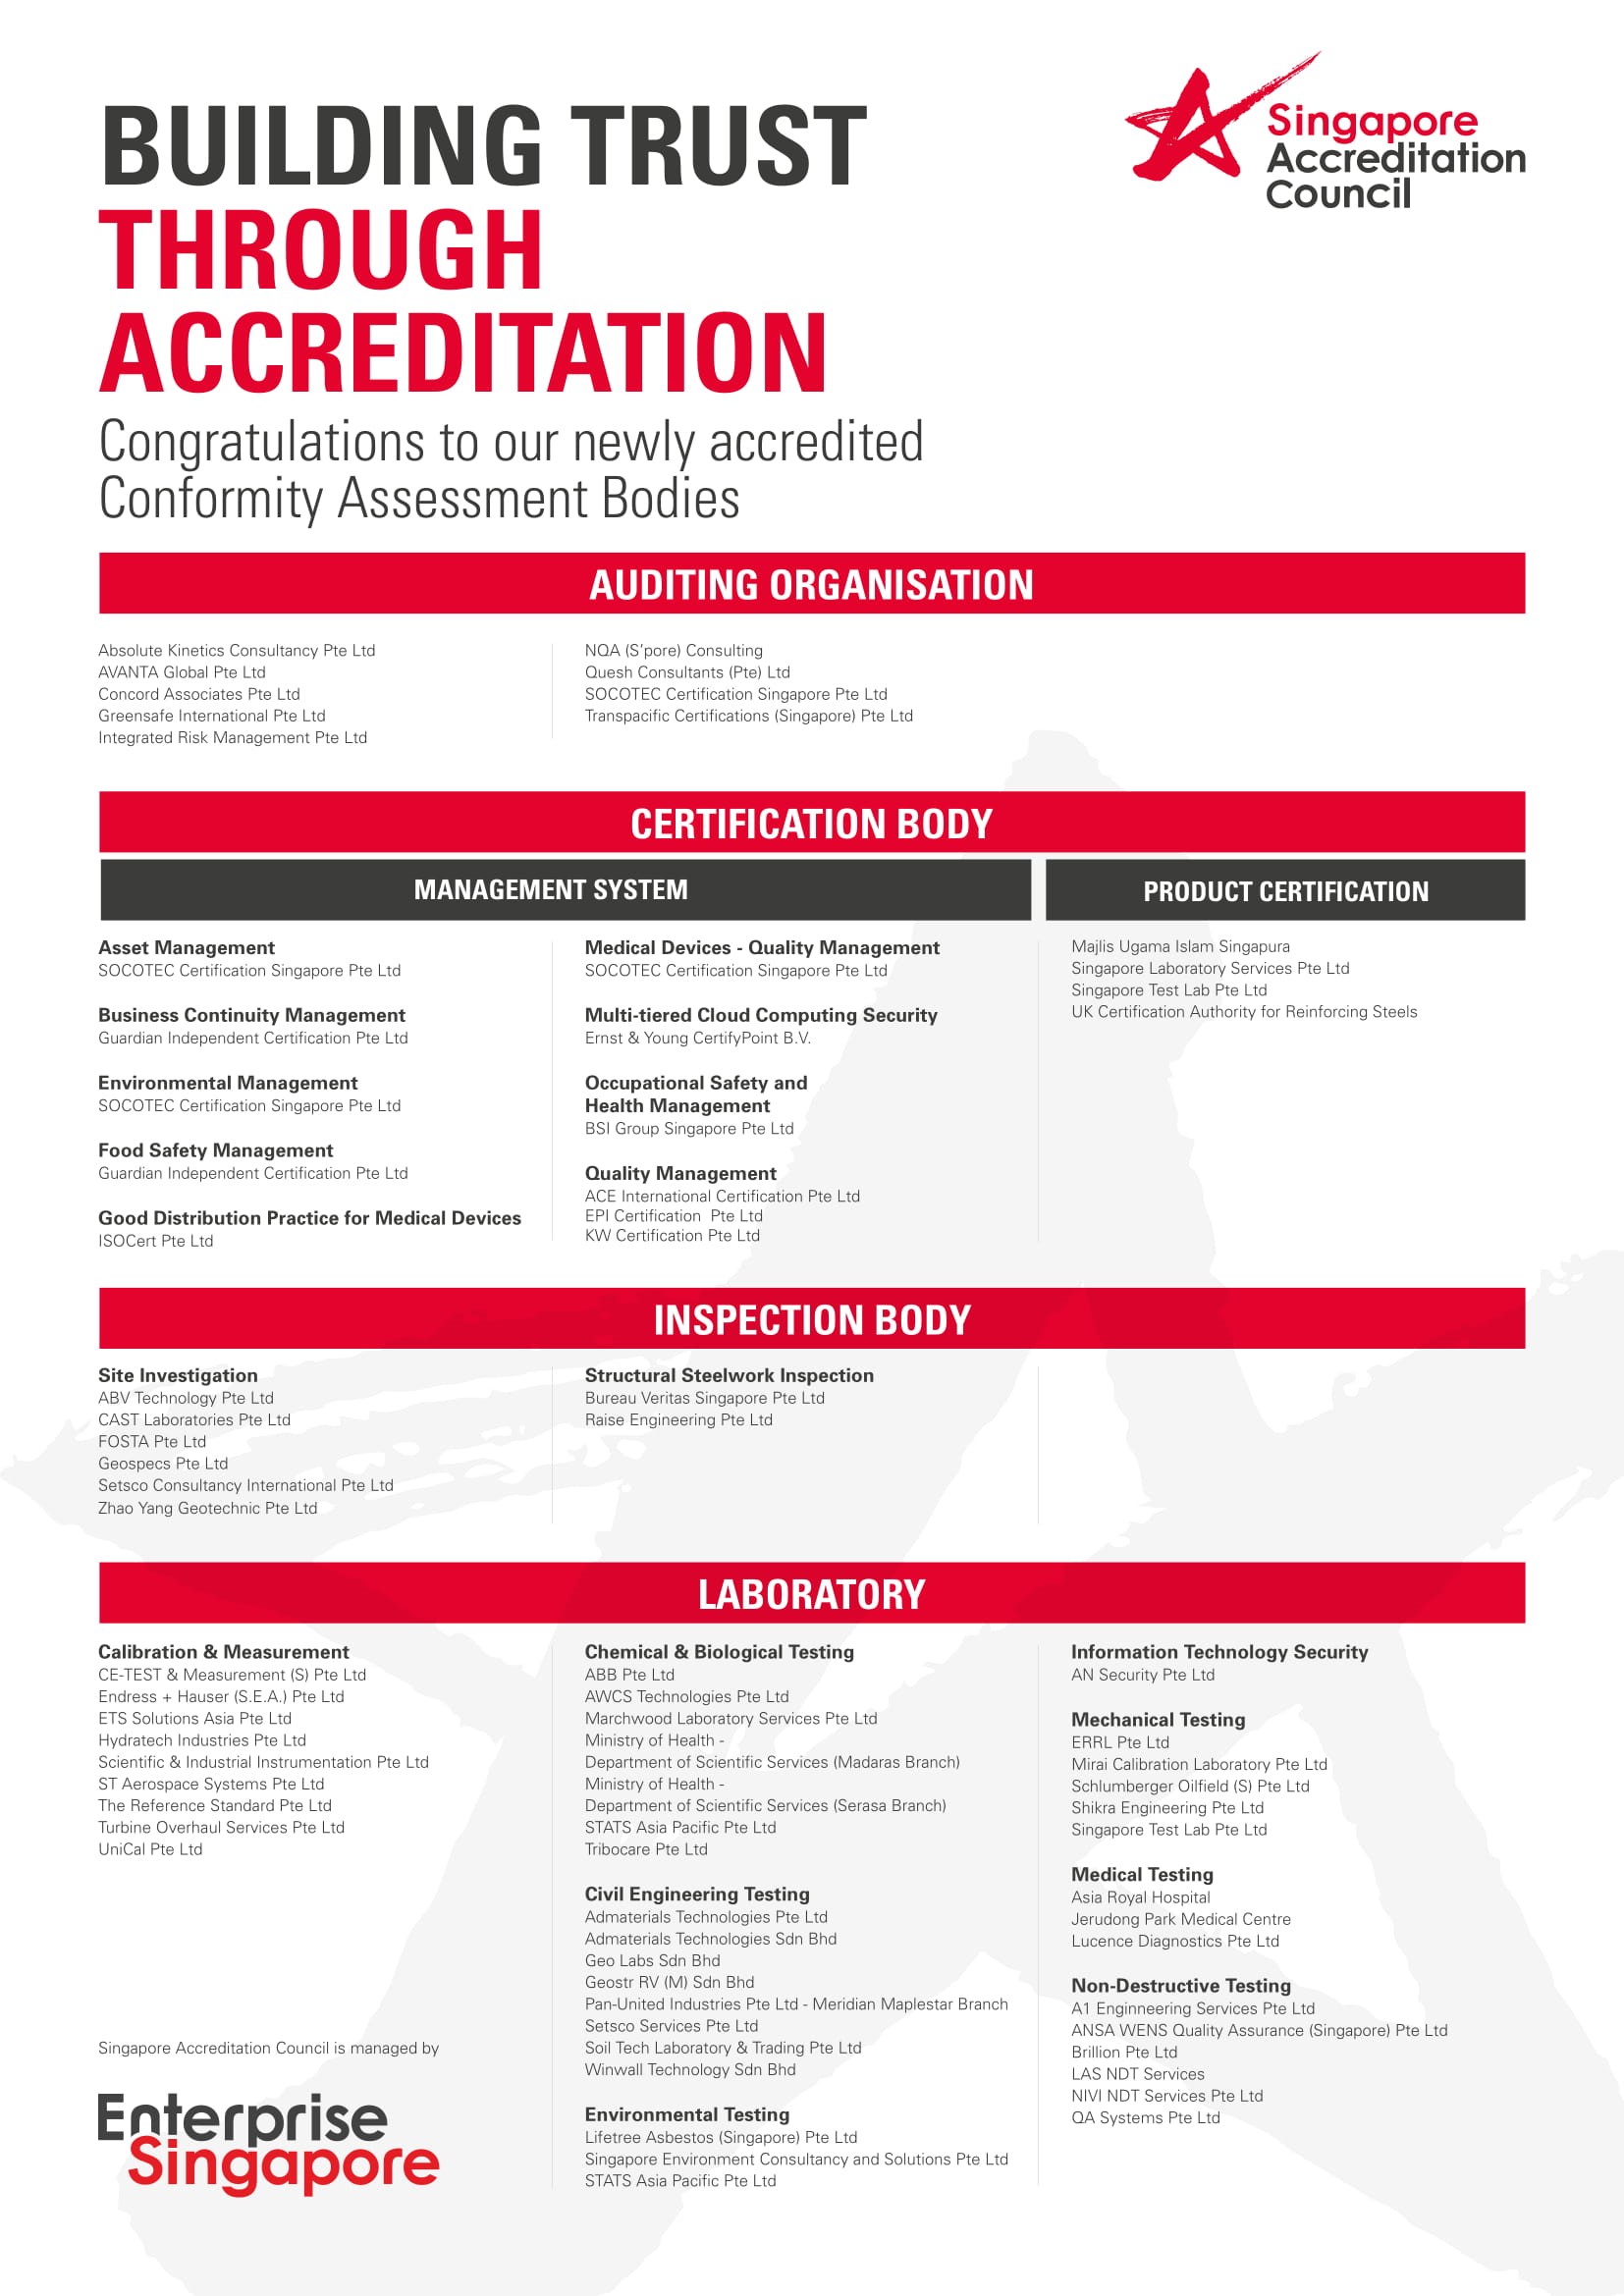 BUILDING TRUST
THROUGH
ACCREDITATION
Congratulations to our newly accredited
Conformity Assessment Bodies
Singapore
Accreditation
Council
AUDITING ORGANISATION
Absolute Kinetics Consultancy Pte Ltd
AVANTA Global Pte Ltd
Concord Associates Pte Ltd
Greensafe International Pte Ltd
Integrated Risk Management Pte Ltd
NQA (S'pore) Consulting
Quesh Consultants (Pte) Ltd
SOCOTEC Certification Singapore Pte Ltd
Transpacific Certifications (Singapore) Pte Ltd
CERTIFICATION BODY
MANAGEMENT SYSTEM
Asset Management
SOCOTEC Certification Singapore Pte Ltd
Business Continuity Management
Guardian Independent Certification Pte Ltd
Environmental Management
SOCOTEC Certification Singapore Pte Ltd
Food Safety Management
Guardian Independent Certification Pte Ltd
Good Distribution Practice for Medical Devices
ISOCert Pte Ltd
Medical Devices - Quality Management
SOCOTEC Certification Singapore Pte Ltd
Multi-tiered Cloud Computing Security
Ernst & Young CertifyPoint B.V.
Occupational Safety and
Health Management
BSI Group Singapore Pte Ltd
Quality Management
ACE International Certification Pte Ltd
EPI Certification  Pte Ltd
KW Certification Pte Ltd
PRODUCT CERTIFICATION
Majlis Ugama Islam Singapura
Singapore Laboratory Services Pte Ltd
Singapore Test Lab Pte Ltd
UK Certification Authority for Reinforcing Steels
INSPECTION BODY
Site Investigation
ABV Technology Pte Ltd
CAST Laboratories Pte Ltd
FOSTA Pte Ltd
Geospecs Pte Ltd
Setsco Consultancy International Pte Ltd
Zhao Yang Geotechnic Pte Ltd
Structural Steelwork Inspection
Bureau Veritas Singapore Pte Ltd
Raise Engineering Pte Ltd
LABORATORY
Calibration & Measurement
CE-TEST & Measurement (S) Pte Ltd
Endress + Hauser (S.E.A.) Pte Ltd
ETS Solutions Asia Pte Ltd
Hydratech Industries Pte Ltd
Scientific & Industrial Instrumentation Pte Ltd
ST Aerospace Systems Pte Ltd
The Reference Standard Pte Ltd
Turbine Overhaul Services Pte Ltd
UniCal Pte Ltd
Chemical & Biological Testing
ABB Pte Ltd
AWCS Technologies Pte Ltd
Marchwood Laboratory Services Pte Ltd
Ministry of Health -
Department of Scientific Services (Madaras Branch)
Ministry of Health -
Department of Scientific Services (Serasa Branch)
STATS Asia Pacific Pte Ltd
Tribocare Pte Ltd
Civil Engineering Testing
Admaterials Technologies Pte Ltd
Admaterials Technologies Sdn Bhd
Geo Labs Sdn Bhd
Geostr RV (M) Sdn Bhd
Pan-United Industries Pte Ltd - Meridian Maplestar Branch
Setsco Services Pte Ltd
Soil Tech Laboratory & Trading Pte Ltd
Winwall Technology Sdn Bhd
Environmental Testing
Lifetree Asbestos (Singapore) Pte Ltd
Singapore Environment Consultancy and Solutions Pte Ltd
STATS Asia Pacific Pte Ltd
Information Technology Security
AN Security Pte Ltd
Mechanical Testing
ERRL Pte Ltd
Mirai Calibration Laboratory Pte Ltd
Schlumberger Oilfield (S) Pte Ltd
Shikra Engineering Pte Ltd
Singapore Test Lab Pte Ltd
Medical Testing
Asia Royal Hospital
Jerudong Park Medical Centre
Lucence Diagnostics Pte Ltd
Non-Destructive Testing
A1 Enginneering Services Pte Ltd
ANSA WENS Quality Assurance (Singapore) Pte Ltd
Brillion Pte Ltd
LAS NDT Services
NIVI NDT Services Pte Ltd
QA Systems Pte Ltd
Singapore Accreditation Council is managed by
Enterprise
Singapore